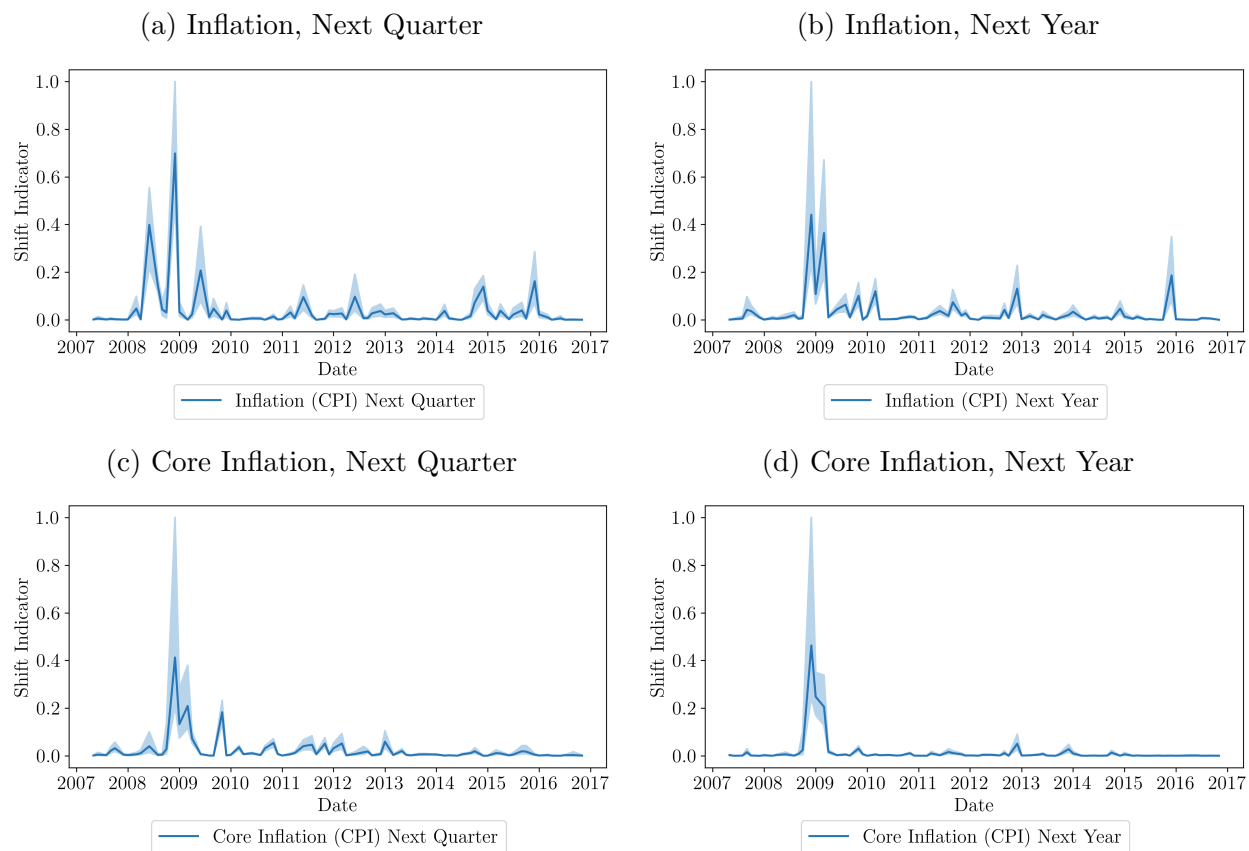 (a) Inflation, Next Quarter
1.0
0.8
0.6
0.4
0.2
0.0
Shift Indicator
2007 2008 2009 2010 2011 2012 2013 2014 2015 2016 2017
Date
Inflation (CPI) Next Quarter
(b) Inflation, Next Year
1.0
0.8
0.6
0.4
0.2
0.0
Shift Indicator
2007 2008 2009 2010 2011 2012 2013 2014 2015 2016 2017
Date
Inflation (CPI) Next Year
(c) Core Inflation, Next Quarter
1.0
0.8
0.6
0.4
0.2
0.0
Shift Indicator
2007 2008 2009 2010 2011 2012 2013 2014 2015 2016 2017
Date
Core Inflation (CPI) Next Quarter
(d) Core Inflation, Next Year
1.0
0.8
0.6
0.4
0.2
0.0
Shift Indicator
2007 2008 2009 2010 2011 2012 2013 2014 2015 2016 2017
Date
Core Inflation (CPI) Next Year